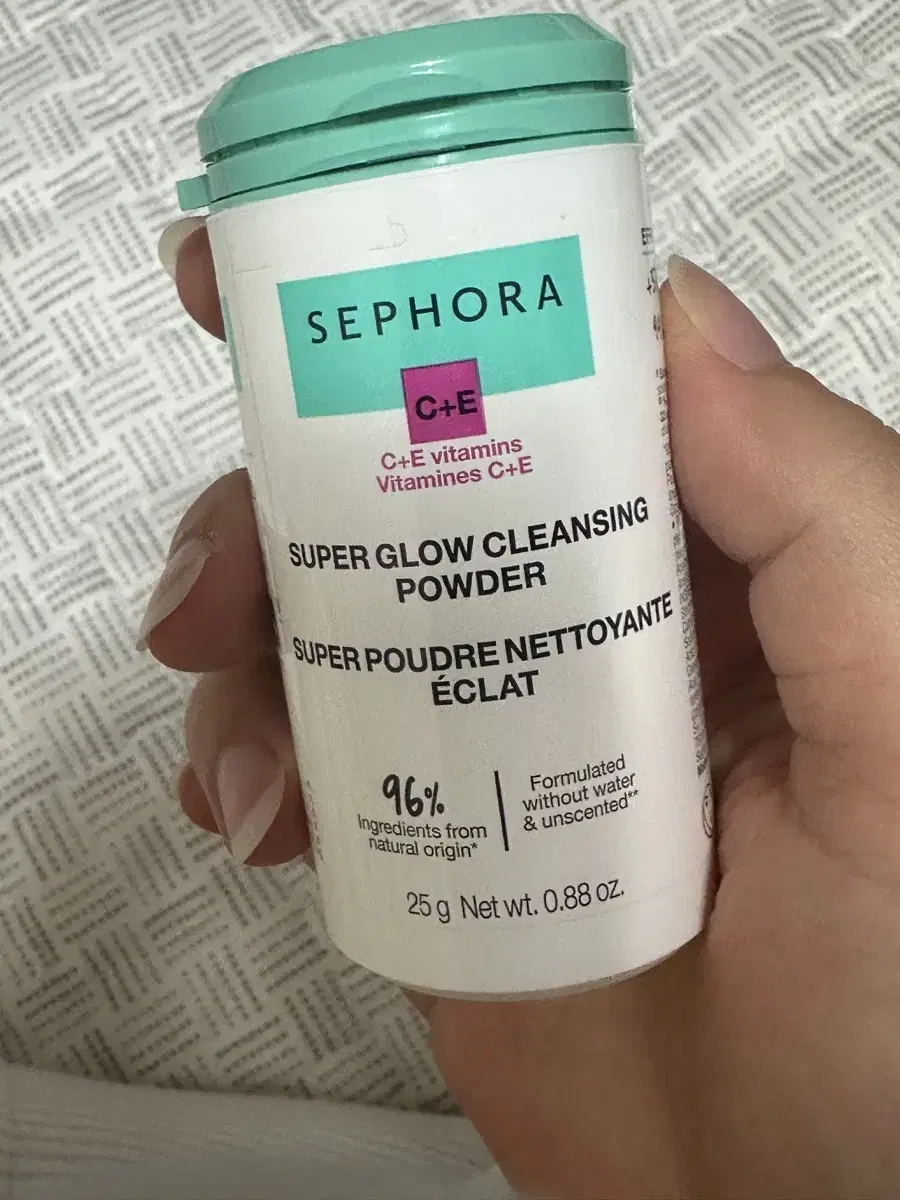 SEPHORA
C+E
C+E vitamins
Vitamines C+E
SUPER GLOW CLEANSING
POWDER
SUPER POUDRE NETTOYANTE
ÉCLAT
96%
Ingredients from
natural origin*
Formulated
without water
& unscented**
25 g Net wt. 0.88 oz.